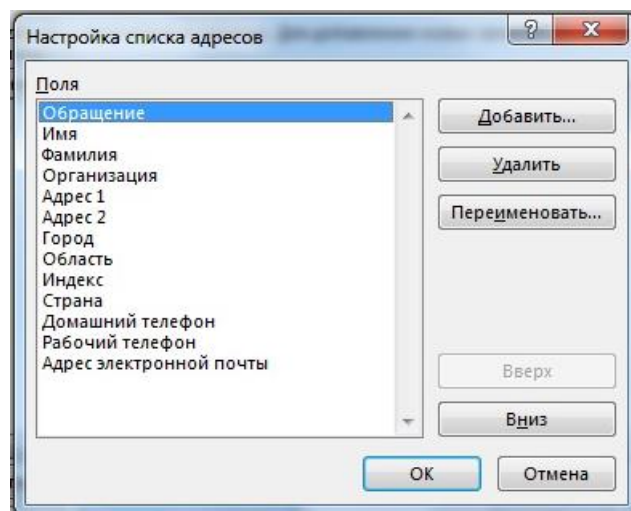 Настройка списка адресов
Поля
Обращение
Имя
Фамилия
Организация
Адрес 1
Адрес 2
Город
Область
Индекс
Страна
Домашний телефон
Рабочий телефон
Адрес электронной почты
Добавить...
Удалить
Переименовать...
Вверх
Вниз
ОК
Отмена